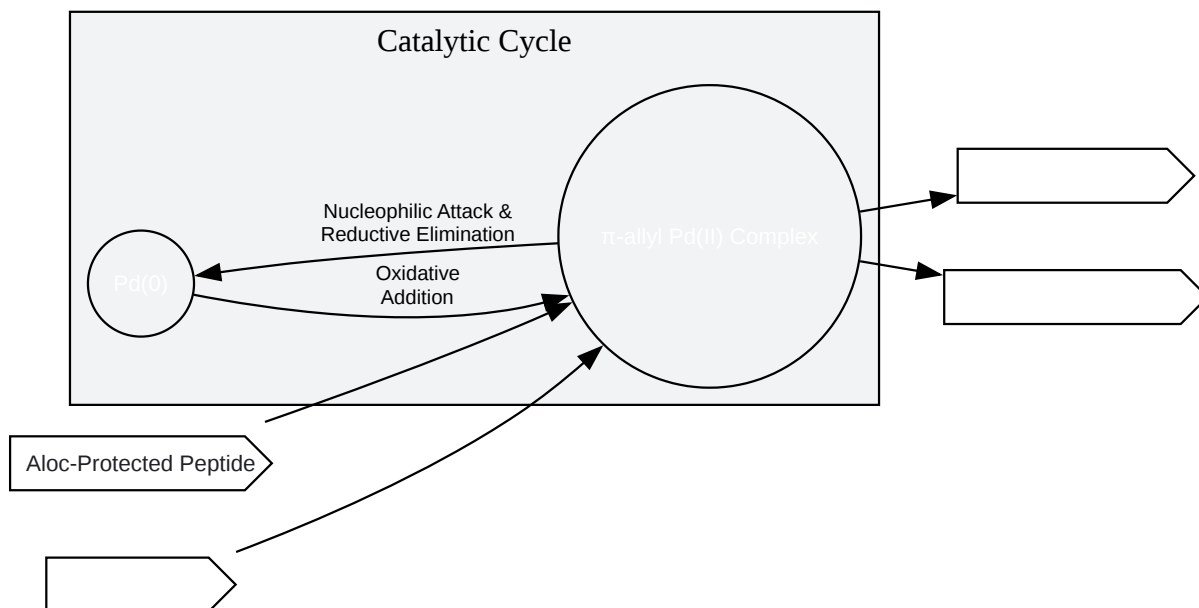 Catalytic Cycle
Nucleophilic Attack &
Reductive Elimination
π-allyl Pd(II) Complex
Oxidative
Addition
Pd(0)
Aloc-Protected Peptide